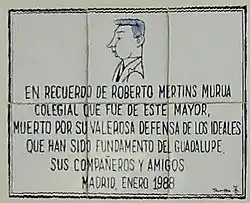 EN RECUERDO DE ROBERTO MERTINS MURUA
COLEGIAL QUE FUE DE ESTE MAYOR,
MUERTO POR SU VALEROSA DEFENSA DE LOS IDEALES
QUE HAN SIDO FUNDAMENTO DEL GUADALUPE,
SUS COMPAÑEROS Y AMIGOS
MADRID, ENERO 1988